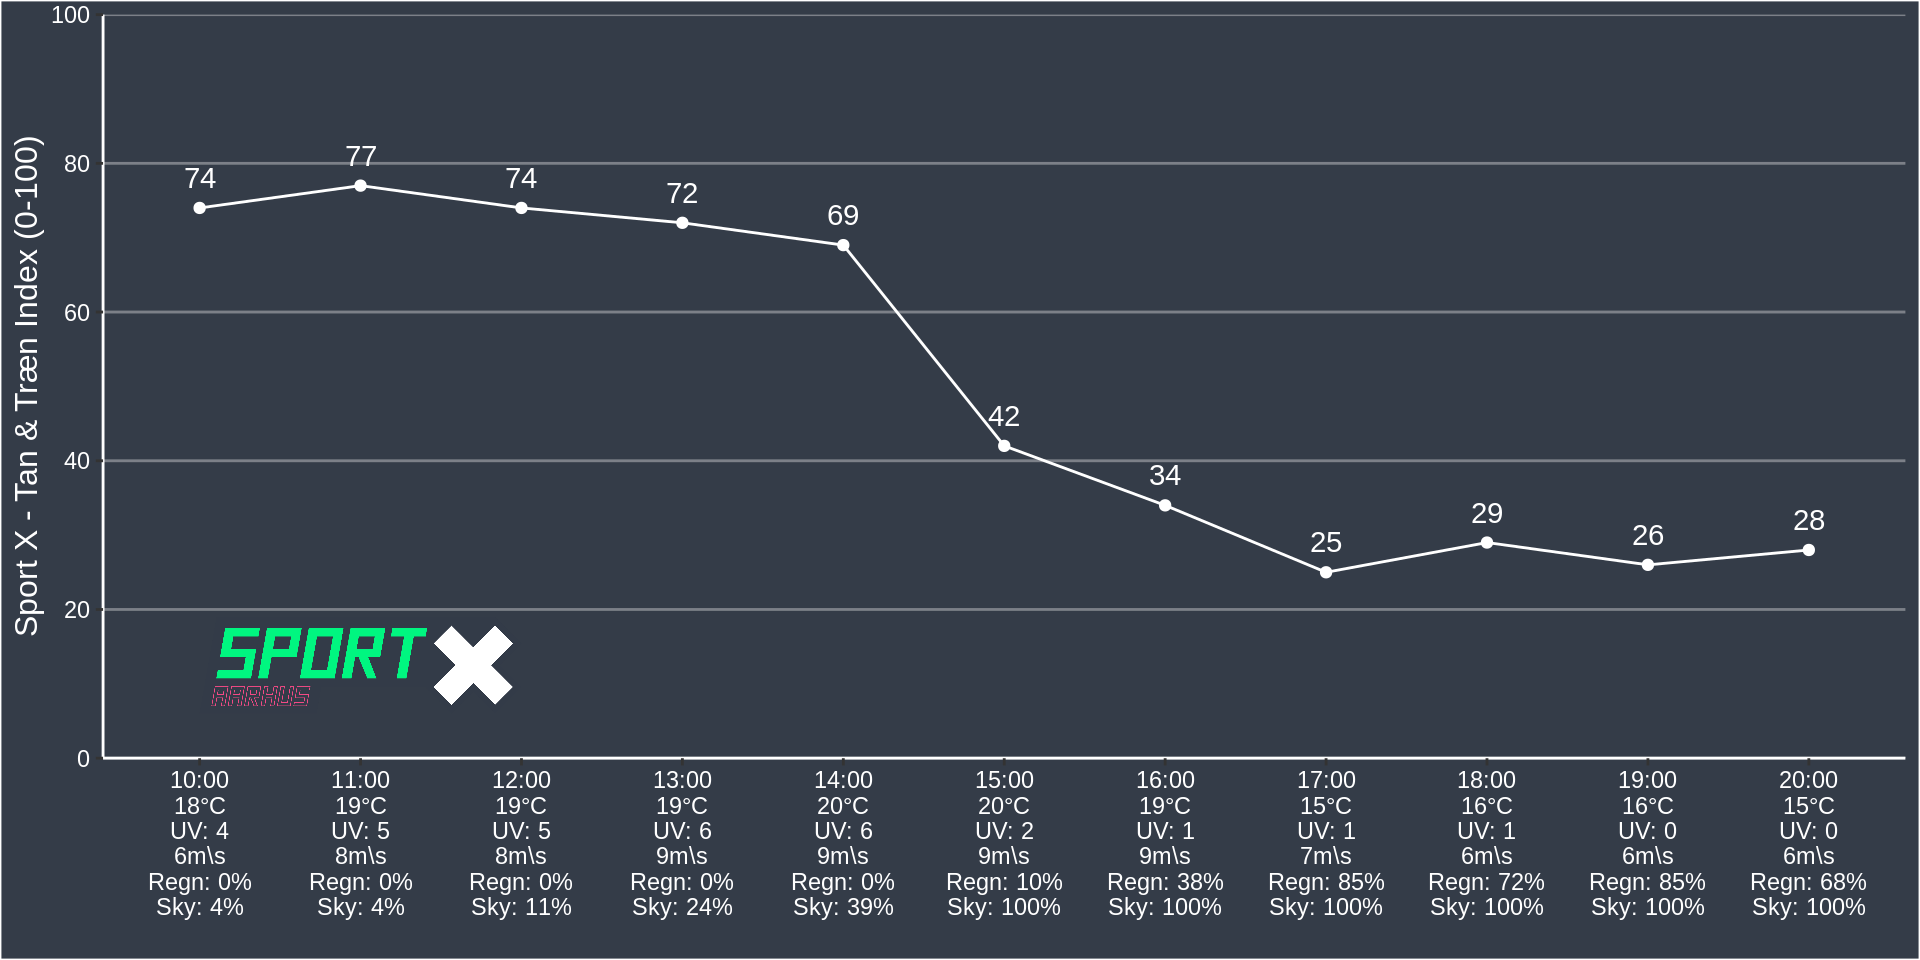 Sport X - Tan & Træn Index (0-100)
100
80
60
40
20
0
74
77
74
72
69
42
34
25
29
26
28
SPORT X
AARHUS
10:00
18°C
UV: 4
6m\s
Regn: 0%
Sky: 4%
11:00
19°C
UV: 5
8m\s
Regn: 0%
Sky: 4%
12:00
19°C
UV: 5
8m\s
Regn: 0%
Sky: 11%
13:00
19°C
UV: 6
9m\s
Regn: 0%
Sky: 24%
14:00
20°C
UV: 6
9m\s
Regn: 0%
Sky: 39%
15:00
20°C
UV: 2
9m\s
Regn: 10%
Sky: 100%
16:00
19°C
UV: 1
9m\s
Regn: 38%
Sky: 100%
17:00
15°C
UV: 1
7m\s
Regn: 85%
Sky: 100%
18:00
16°C
UV: 1
6m\s
Regn: 72%
Sky: 100%
19:00
16°C
UV: 0
6m\s
Regn: 85%
Sky: 100%
20:00
15°C
UV: 0
6m\s
Regn: 68%
Sky: 100%